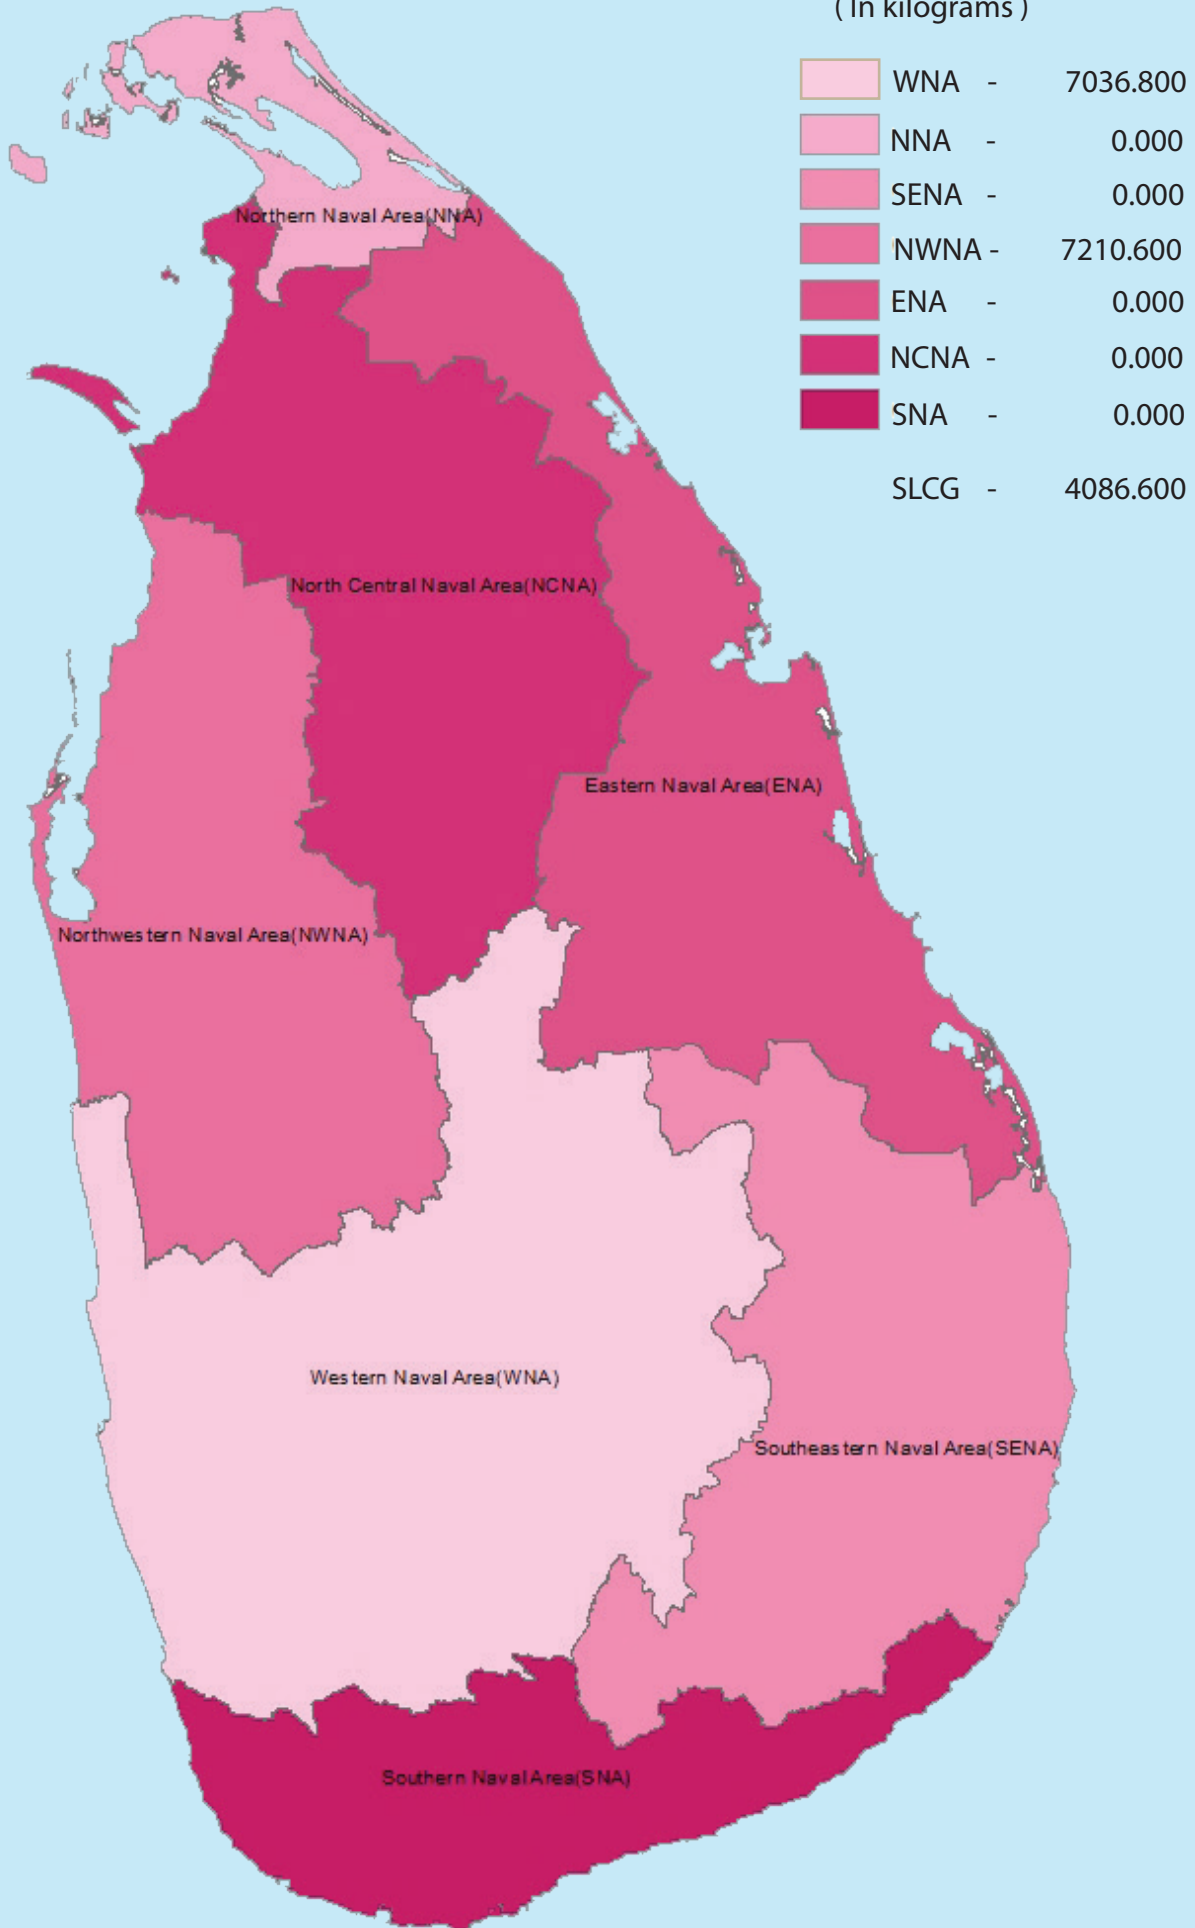 ( In kilograms )
WNA - 7036.800
NNA - 0.000
SENA - 0.000
NWNA - 7210.600
ENA - 0.000
NCNA - 0.000
SNA - 0.000
SLCG - 4086.600
Northern Naval Area(NNA)
North Central Naval Area(NCNA)
Eastern Naval Area(ENA)
Northwestern Naval Area(NWNA)
Western Naval Area(WNA)
Southeastern Naval Area(SENA)
Southern Naval Area(SNA)